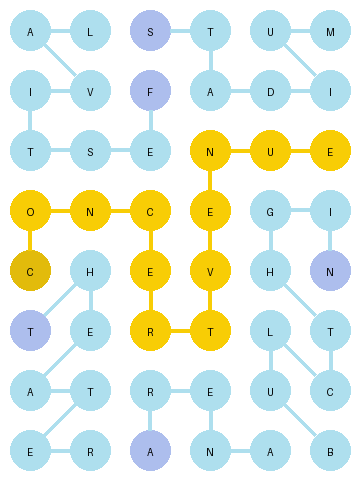 A L S T U M
I V F A D I
T S E N U E
O N C E G I
C H E V H N
T E R T L T
A T R E U C
E R A N A B